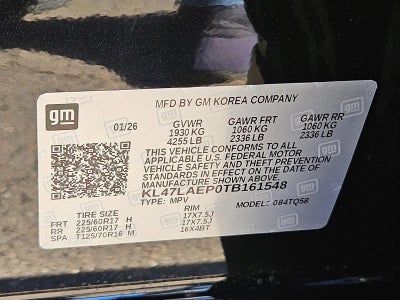 gm
MFD BY GM KOREA COMPANY
01/26
GVWR GAWR FRT GAWR RR
1930 KG 1060 KG 1060 KG
4255 LB 2336 LB 2336 LB
THIS VEHICLE CONFORMS TO ALL
APPLICABLE U.S. FEDERAL MOTOR
VEHICLE SAFETY AND THEFT PREVENTION
STANDARDS IN EFFECT ON THE DATE OF
MANUFACTURE SHOWN ABOVE.
KL47LAEP0TB161548
TYPE: MPV MODEL: 084TQ58
TIRE SIZE RIM
FRT 225/60R17 H 17X7.5J
RR 225/60R17 H 17X7.5J
SPA T125/70R16 M 16X4BT